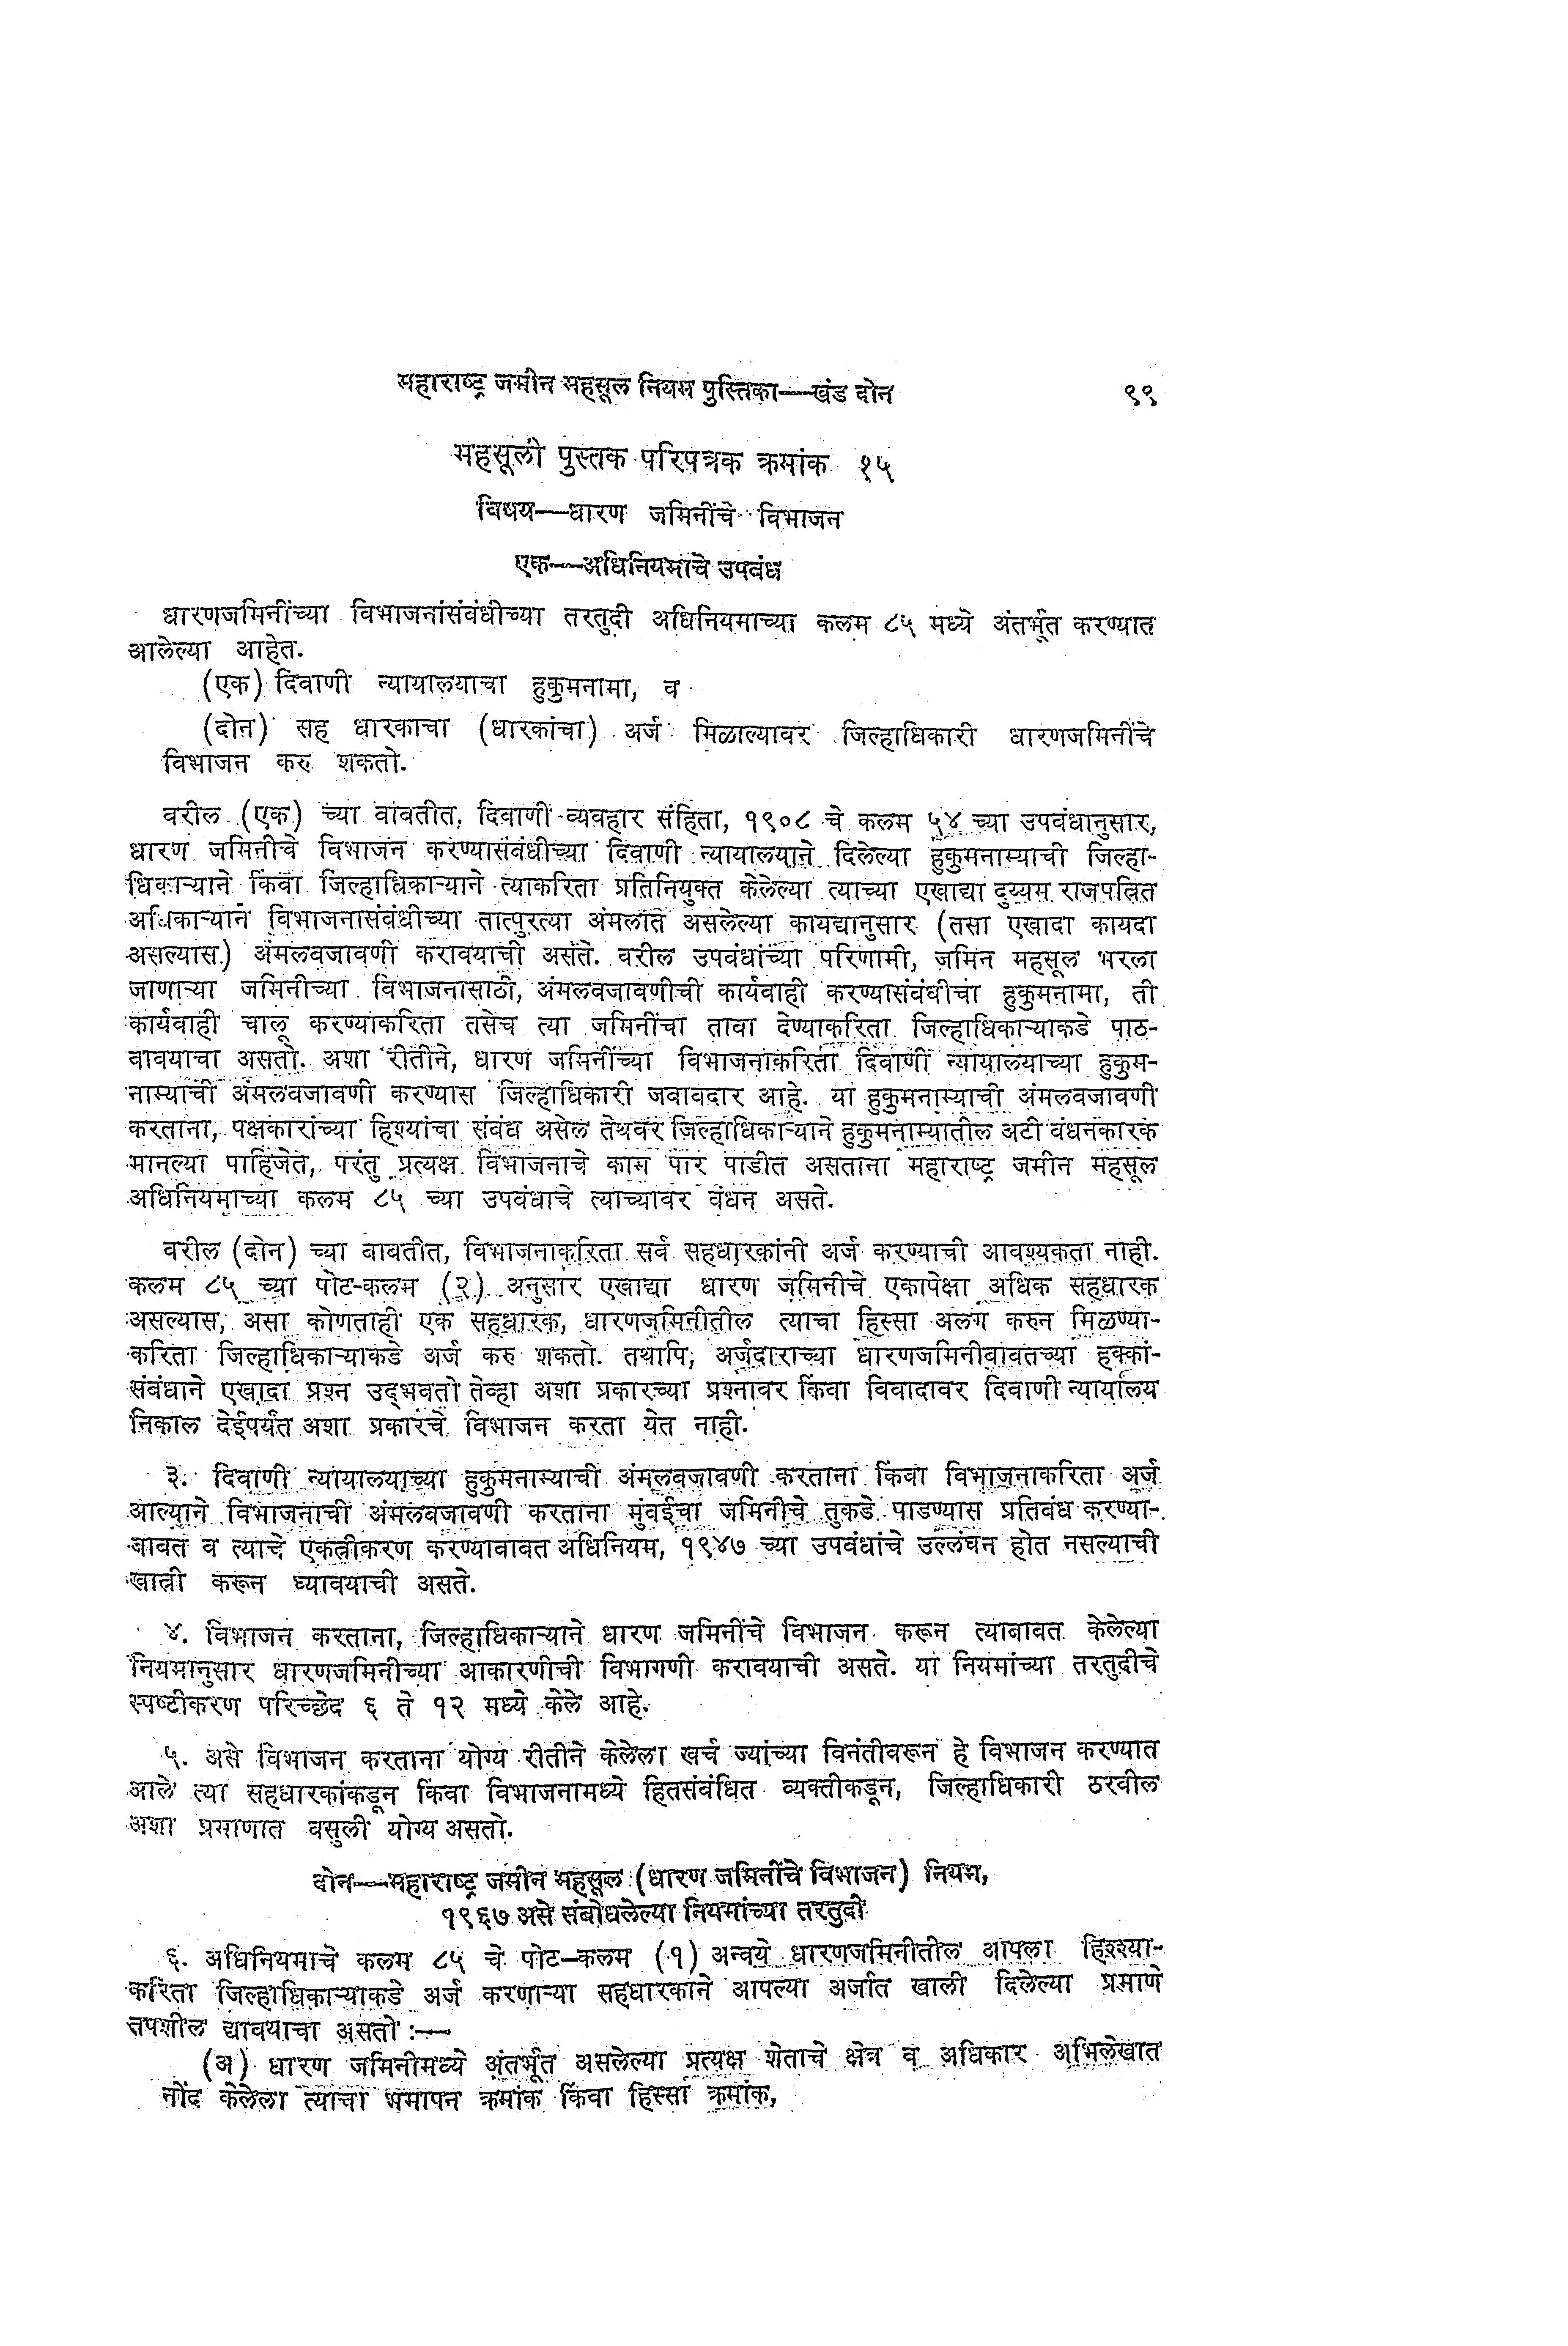 महाराष्ट्र जमीन महसूल नियम पुस्तिका—खंड दोन ९९
महसूली पुस्तक परिपत्रक क्रमांक १५
विषय—धारण जमिनींचे विभाजन
एक—अधिनियमाचे उपबंध
धारणजमिनींच्या विभाजनांसंबंधीच्या तरतुदी अधिनियमाच्या कलम ८५ मध्ये अंतर्भूत करण्यात
आलेल्या आहेत.
(एक) दिवाणी न्यायालयाचा हुकुमनामा, व
(दोन) सह धारकाचा (धारकांचा) अर्ज मिळाल्यावर जिल्हाधिकारी धारणजमिनींचे
विभाजन करु शकतो.
वरील (एक) च्या बाबतीत, दिवाणी व्यवहार संहिता, १९०८ चे कलम ५४ च्या उपबंधानुसार,
धारण जमिनीचे विभाजन करण्यासंबंधीच्या दिवाणी न्यायालयाने दिलेल्या हुकुमनाम्याची जिल्हा-
धिकाऱ्याने किंवा जिल्हाधिकाऱ्याने त्याकरिता प्रतिनियुक्त केलेल्या त्याच्या एखाद्या दुय्यम राजपत्रित
अधिकाऱ्यानं विभाजनासंबंधीच्या तात्पुरत्या अंमलात असलेल्या कायद्यानुसार (तसा एखादा कायदा
असल्यास) अंमलबजावणी करावयाची असते. वरील उपबंधांच्या परिणामी, जमिन महसूल भरला
जाणाऱ्या जमिनीच्या विभाजनासाठी, अंमलबजावणीची कार्यवाही करण्यासंबंधीचा हुकुमनामा, ती
कार्यवाही चालू करण्याकरिता तसेच त्या जमिनींचा ताबा देण्याकरिता जिल्हाधिकाऱ्याकडे पाठ-
वावयाचा असतो. अशा रीतीने, धारण जमिनींच्या विभाजनाकरिता दिवाणी न्यायालयाच्या हुकुम-
नाम्याची अंमलबजावणी करण्यास जिल्हाधिकारी जबाबदार आहे. या हुकुमनाम्याची अंमलबजावणी
करताना, पक्षकारांच्या हिश्यांचा संबंध असेल तेथवर जिल्हाधिकाऱ्याने हुकुमनाम्यातील अटी बंधनकारक
मानल्या पाहिजेत, परंतु प्रत्यक्ष विभाजनाचे काम पार पाडीत असताना महाराष्ट्र जमीन महसूल
अधिनियमाच्या कलम ८५ च्या उपबंधाचे त्याच्यावर बंधन असते.
वरील (दोन) च्या बाबतीत, विभाजनाकरिता सर्व सहधारकांनी अर्ज करण्याची आवश्यकता नाही.
कलम ८५ च्या पोट-कलम (२) अनुसार एखाद्या धारण जमिनीचे एकापेक्षा अधिक सहधारक
असल्यास, असा कोणताही एक सहधारक, धारणजमिनीतील त्याचा हिस्सा अलग करुन मिळण्या-
करिता जिल्हाधिकाऱ्याकडे अर्ज करु शकतो. तथापि, अर्जदाराच्या धारणजमिनीबाबतच्या हक्कां-
संबंधाने एखादा प्रश्न उद्‌भवतो तेव्हा अशा प्रकारच्या प्रश्नावर किंवा विवादावर दिवाणी न्यायालय
निकाल देईपर्यंत अशा प्रकारचे विभाजन करता येत नाही.
३. दिवाणी न्यायालयाच्या हुकुमनाम्याची अंमलबजावणी करताना किंवा विभाजनाकरिता अर्ज
आल्याने विभाजनाची अंमलबजावणी करताना मुंबईचा जमिनीचे तुकडे पाडण्यास प्रतिबंध करण्या-
बाबत व त्याचे एकत्रीकरण करण्याबाबत अधिनियम, १९४७ च्या उपबंधांचे उल्लंघन होत नसल्याची
खात्री करून घ्यावयाची असते.
४. विभाजन करताना, जिल्हाधिकाऱ्याने धारण जमिनींचे विभाजन करून त्याबाबत केलेल्या
नियमानुसार धारणजमिनीच्या आकारणीची विभागणी करावयाची असते. या नियमांच्या तरतुदीचे
स्पष्टीकरण परिच्छेद ६ ते १२ मध्ये केले आहे.
५. असे विभाजन करताना योग्य रीतीने केलेला खर्च ज्यांच्या विनंतीवरून हे विभाजन करण्यात
आले त्या सहधारकांकडून किंवा विभाजनामध्ये हितसंबंधित व्यक्तीकडून, जिल्हाधिकारी ठरवील
अशा प्रमाणात वसुली योग्य असतो.
दोन—महाराष्ट्र जमीन महसूल (धारण जमिनींचे विभाजन) नियम,
१९६७ असे संबोधलेल्या नियमांच्या तरतुदी
६. अधिनियमाचे कलम ८५ चे पोट-कलम (१) अन्वये धारणजमिनीतील आपला हिश्श्या-
करिता जिल्हाधिकाऱ्याकडे अर्ज करणाऱ्या सहधारकाने आपल्या अर्जात खाली दिलेल्या प्रमाणे
तपशील द्यावयाचा असतो :—
(अ) धारण जमिनीमध्ये अंतर्भूत असलेल्या प्रत्यक्ष शेताचे क्षेत्र व अधिकार अभिलेखात
नोंद केलेला त्याचा भूमापन क्रमांक किंवा हिस्सा क्रमांक,